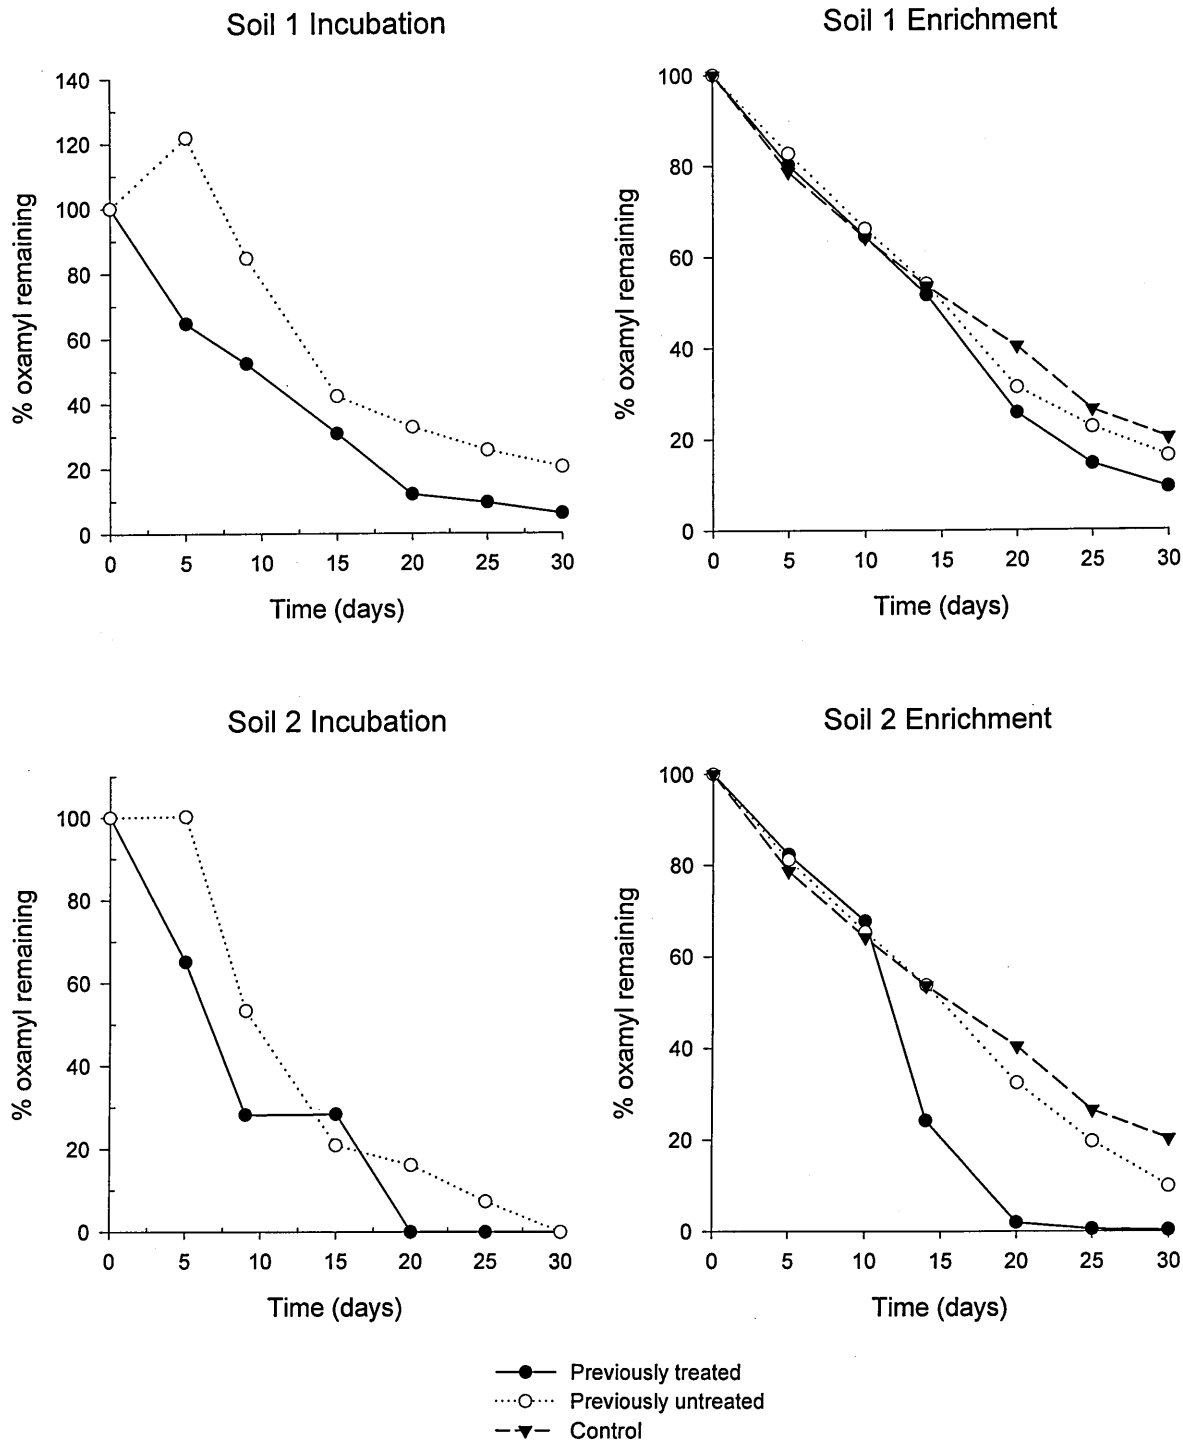 Soil 1 Incubation
140
120
100
80
60
40
20
0
% oxamyl remaining
0 5 10 15 20 25 30
Time (days)
Soil 1 Enrichment
100
80
60
40
20
0
% oxamyl remaining
0 5 10 15 20 25 30
Time (days)
Soil 2 Incubation
100
80
60
40
20
0
% oxamyl remaining
0 5 10 15 20 25 30
Time (days)
Soil 2 Enrichment
100
80
60
40
20
0
% oxamyl remaining
0 5 10 15 20 25 30
Time (days)
Previously treated
Previously untreated
Control